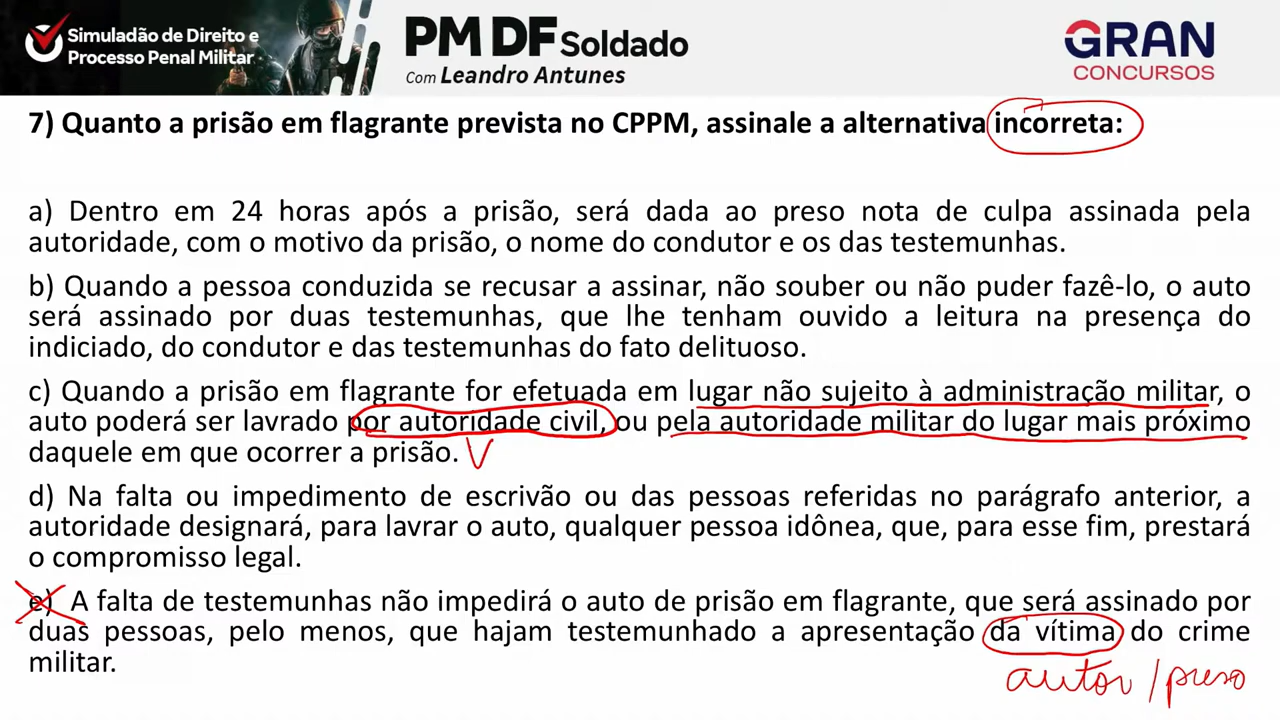 Simuladão de Direito e
Processo Penal Militar
PM DF Soldado
Com Leandro Antunes
GRAN
CONCURSOS
7) Quanto a prisão em flagrante prevista no CPPM, assinale a alternativa incorreta:
a) Dentro em 24 horas após a prisão, será dada ao preso nota de culpa assinada pela
autoridade, com o motivo da prisão, o nome do condutor e os das testemunhas.
b) Quando a pessoa conduzida se recusar a assinar, não souber ou não puder fazê-lo, o auto
será assinado por duas testemunhas, que lhe tenham ouvido a leitura na presença do
indiciado, do condutor e das testemunhas do fato delituoso.
c) Quando a prisão em flagrante for efetuada em lugar não sujeito à administração militar, o
auto poderá ser lavrado por autoridade civil, ou pela autoridade militar do lugar mais próximo
daquele em que ocorrer a prisão. V
d) Na falta ou impedimento de escrivão ou das pessoas referidas no parágrafo anterior, a
autoridade designará, para lavrar o auto, qualquer pessoa idônea, que, para esse fim, prestará
o compromisso legal.
e) A falta de testemunhas não impedirá o auto de prisão em flagrante, que será assinado por
duas pessoas, pelo menos, que hajam testemunhado a apresentação da vítima do crime
militar.
autor / preso